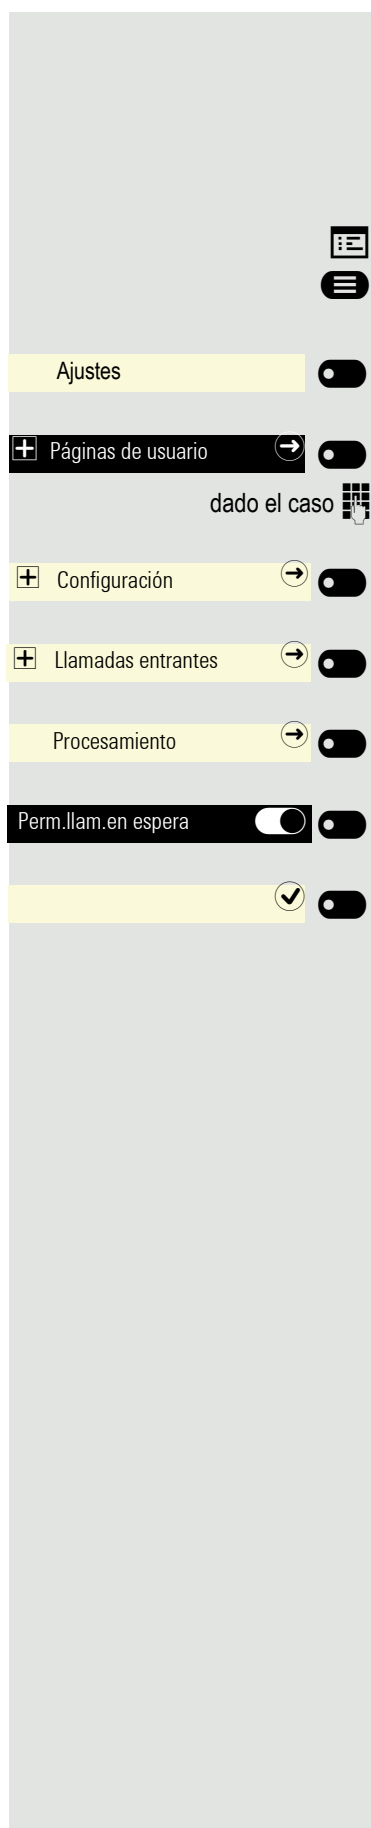 Ajustes
Páginas de usuario
dado el caso
Configuración
Llamadas entrantes
Procesamiento
Perm.llam.en espera